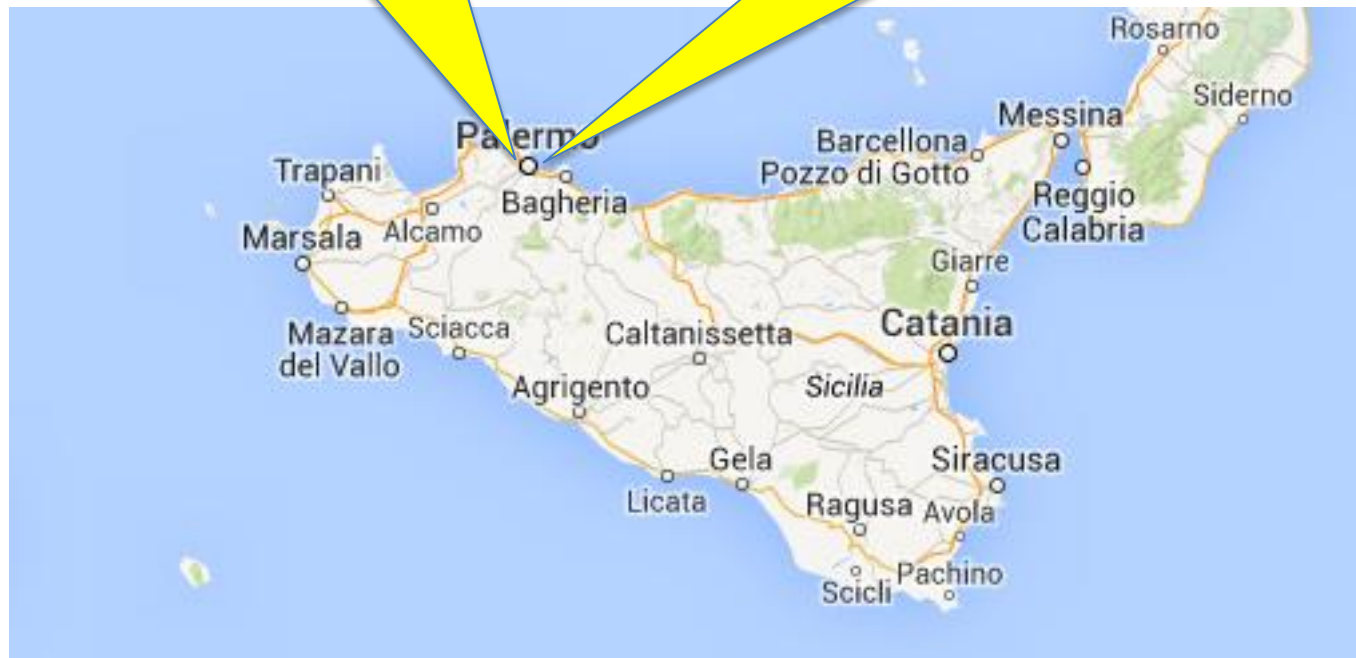 Rosarno
Siderno
Messina
Palermo
Barcellona
Pozzo di Gotto
Trapani
Reggio
Calabria
Bagheria
Alcamo
Marsala
Giarre
Catania
Mazara
del Vallo
Sciacca
Caltanissetta
Agrigento
Sicilia
Gela
Siracusa
Licata
Ragusa
Avola
Pachino
Scicli